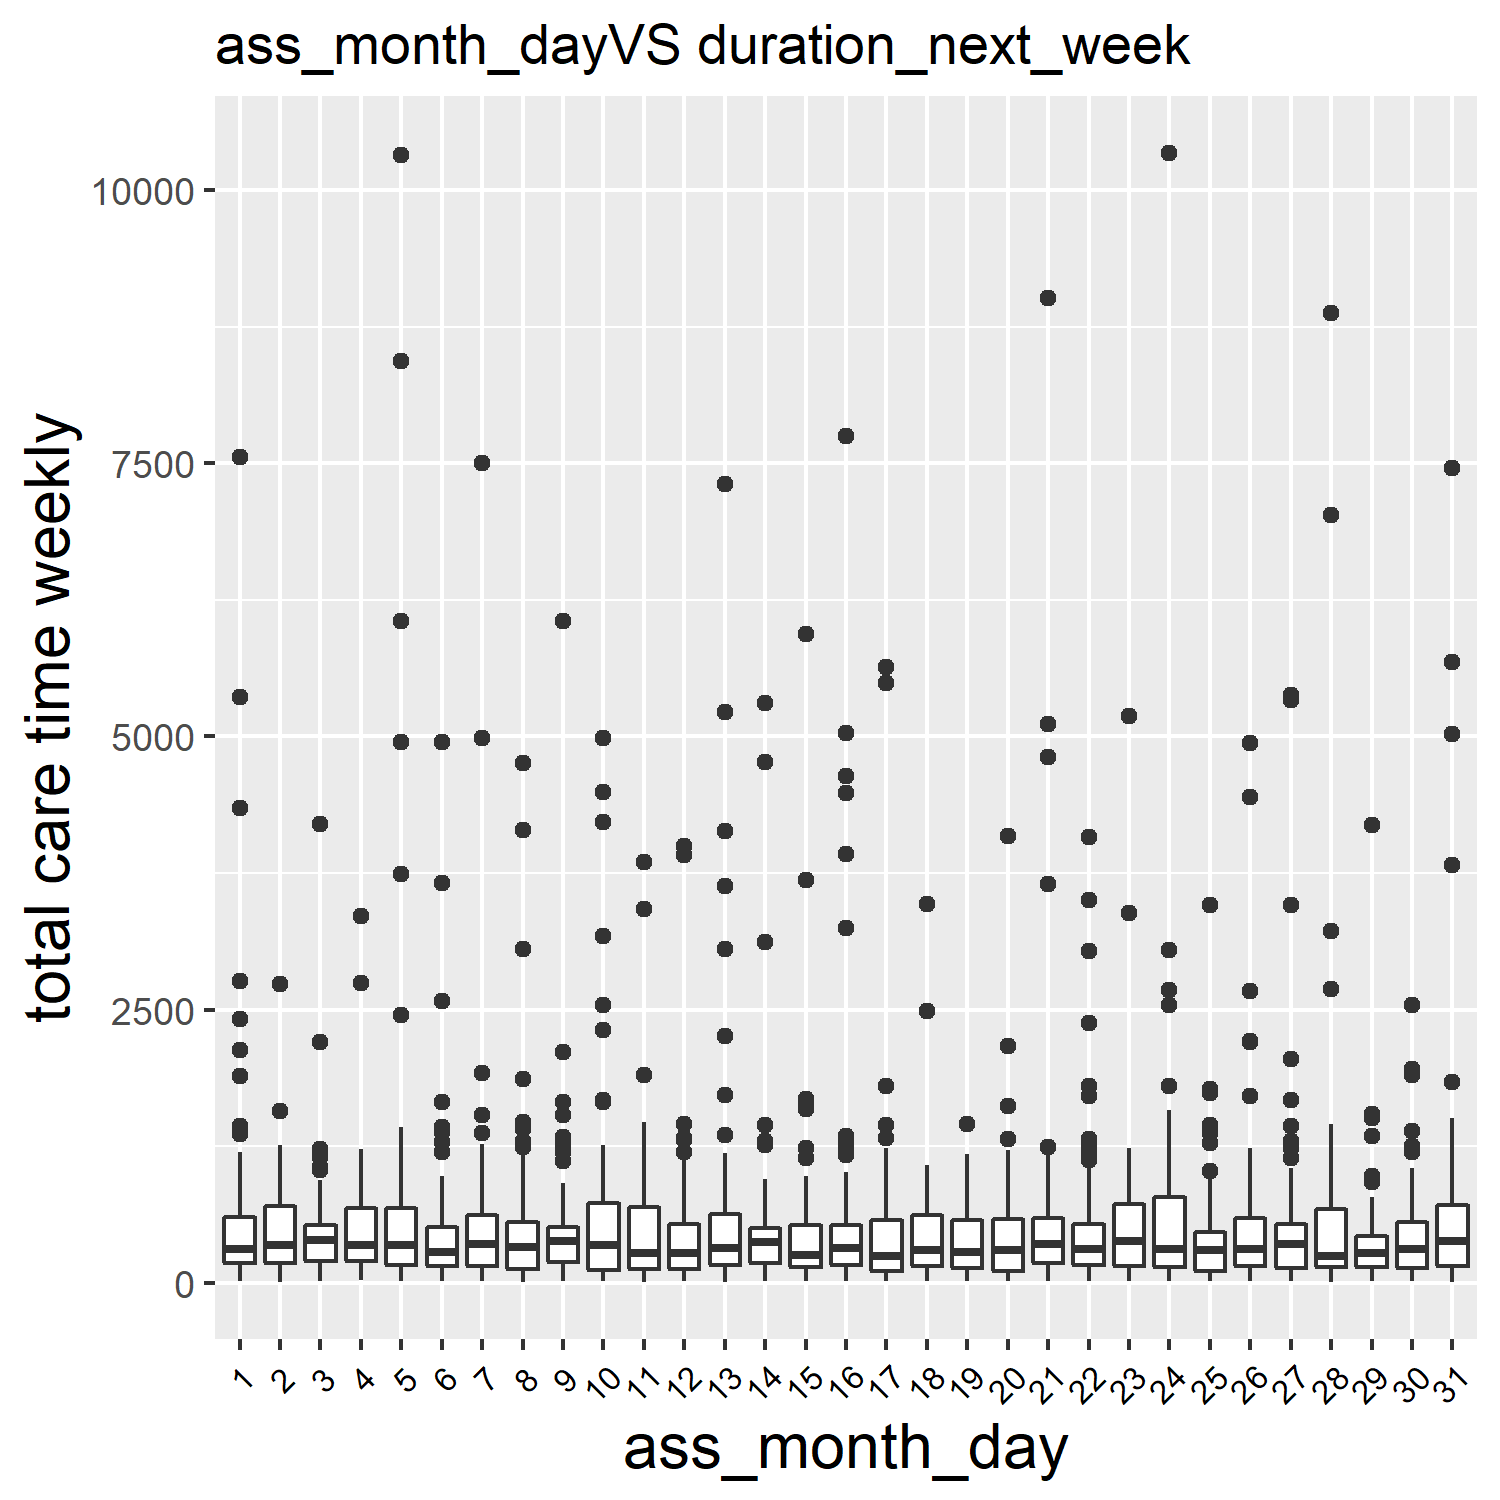 ass_month_dayVS duration_next_week
total care time weekly
10000
7500
5000
2500
0
1 2 3 4 5 6 7 8 9 10 11 12 13 14 15 16 17 18 19 20 21 22 23 24 25 26 27 28 29 30 31
ass_month_day